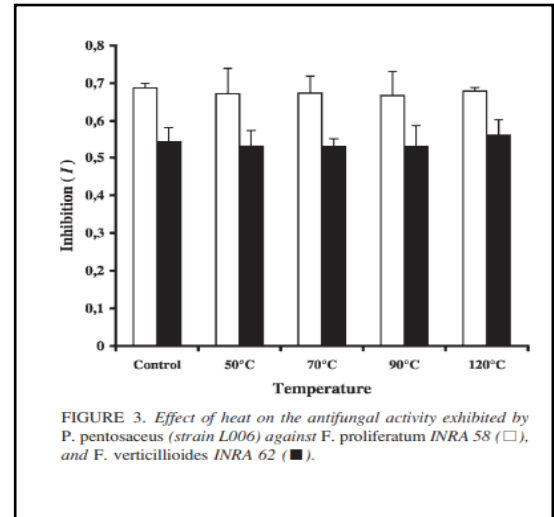 0,8
0,7
0,6
0,5
0,4
0,3
0,2
0,1
0
Inhibition (I)
Control 50°C 70°C 90°C 120°C
Temperature
FIGURE 3. Effect of heat on the antifungal activity exhibited by
P. pentosaceus (strain L006) against F. proliferatum INRA 58 (□),
and F. verticillioides INRA 62 (■).